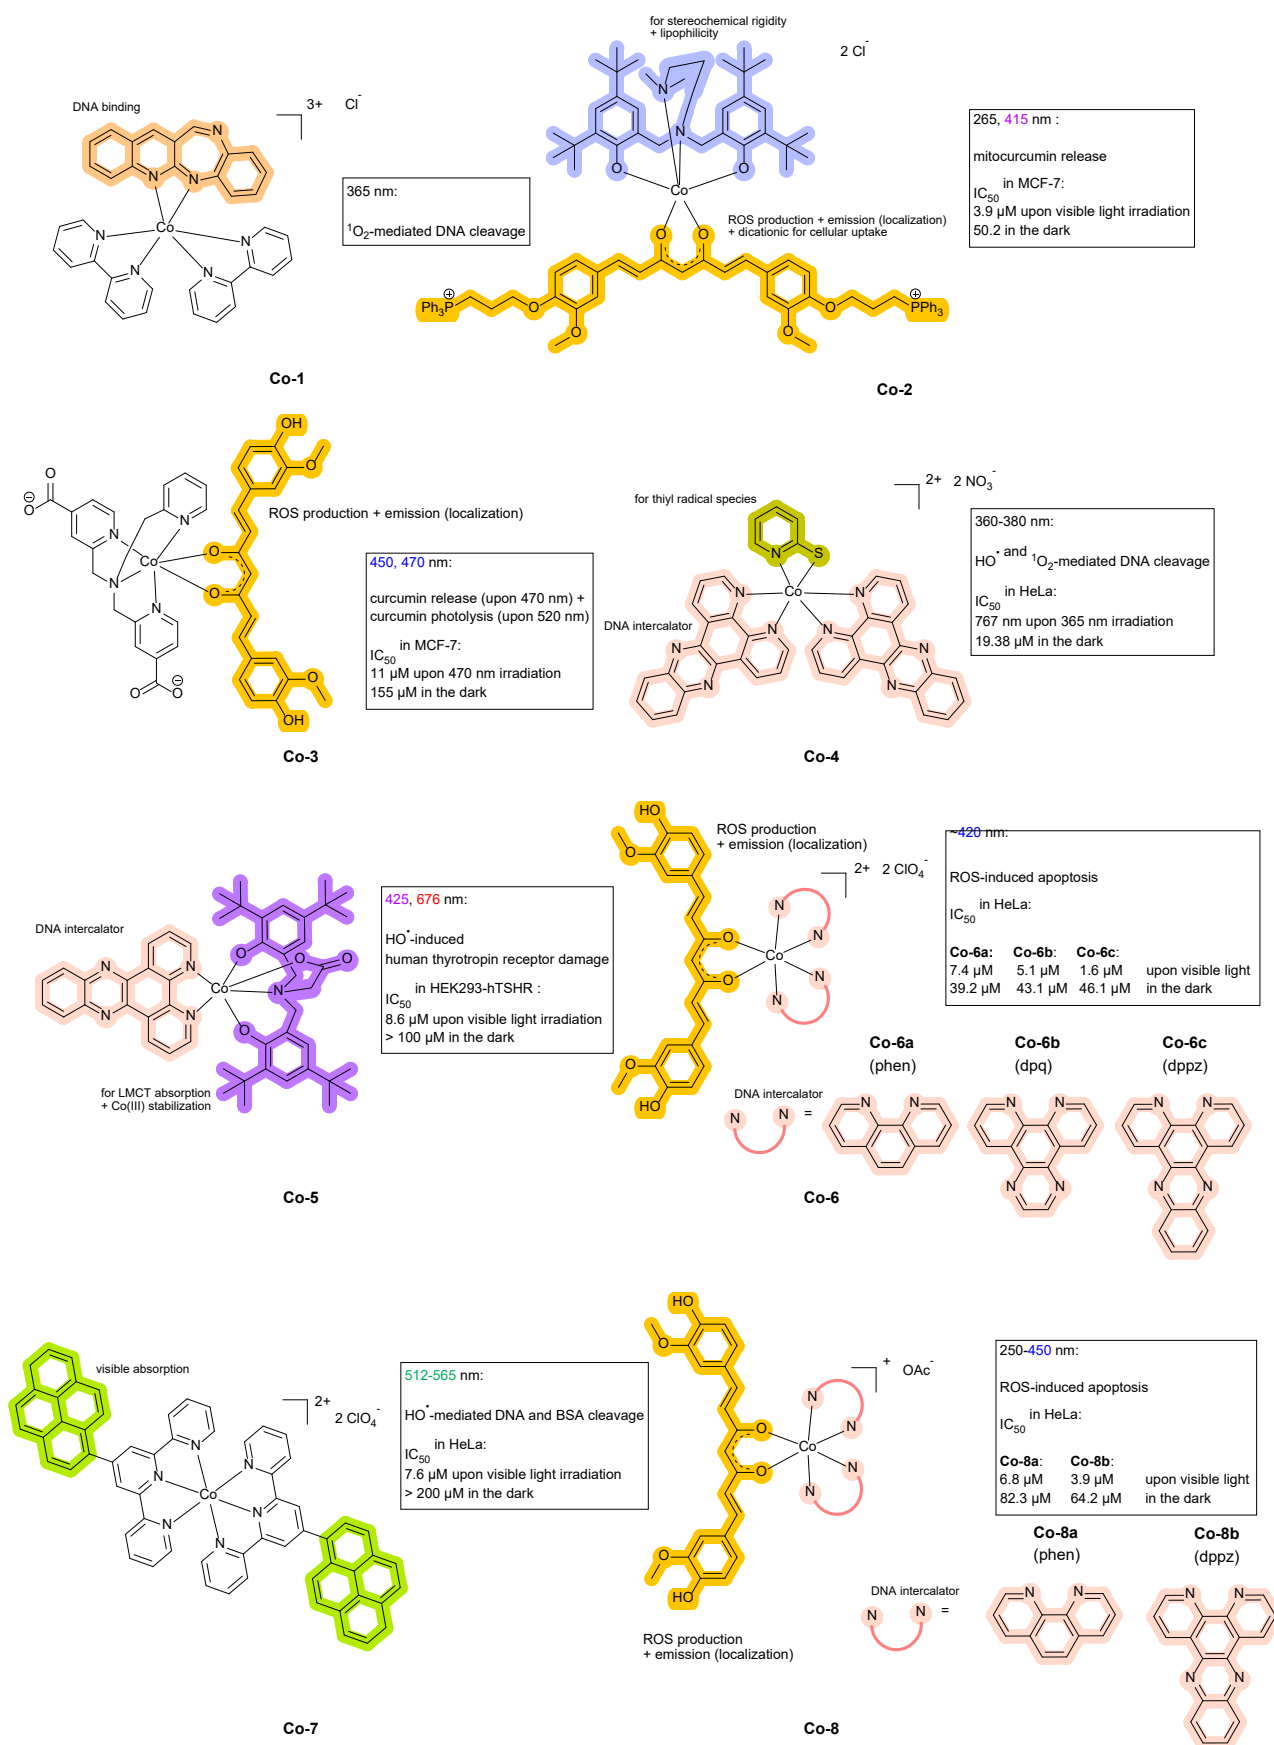 DNA binding
3+ Cl-
N
N
N
N
N
Co
N
N
365 nm:
1O2-mediated DNA cleavage
Co-1
for stereochemical rigidity
+ lipophilicity
2 Cl-
N
N
O
O
Co
ROS production + emission (localization)
+ dicationic for cellular uptake
O
O
⊕
⊕
Ph3P
O
O
PPh3
O
O
265, 415 nm :
mitocurcumin release
IC50 in MCF-7:
3.9 µM upon visible light irradiation
50.2 in the dark
Co-2
OH
O
O
⊖
O
N
N
ROS production + emission (localization)
Co
O
N
N
O
O
O
⊖
O
OH
450, 470 nm:
curcumin release (upon 470 nm) +
curcumin photolysis (upon 520 nm)
IC50 in MCF-7:
11 µM upon 470 nm irradiation
155 µM in the dark
Co-3
for thiyl radical species
2+ 2 NO3-
N
S
Co
N
N
DNA intercalator
N
N
N
N
N
N
360-380 nm:
HO• and 1O2-mediated DNA cleavage
IC50 in HeLa:
767 nm upon 365 nm irradiation
19.38 µM in the dark
Co-4
DNA intercalator
N
N
N
N
O
O
O
Co
N
O
for LMCT absorption
+ Co(III) stabilization
425, 676 nm:
HO•-induced
human thyrotropin receptor damage
IC50 in HEK293-hTSHR :
8.6 µM upon visible light irradiation
> 100 µM in the dark
Co-5
HO
O
ROS production
+ emission (localization)
2+ 2 ClO4-
N
N
O
Co
O
N
N
O
HO
~420 nm:
ROS-induced apoptosis
IC50 in HeLa:
Co-6a: Co-6b: Co-6c:
7.4 µM 5.1 µM 1.6 µM upon visible light
39.2 µM 43.1 µM 46.1 µM in the dark
Co-6a Co-6b Co-6c
(phen) (dpq) (dppz)
DNA intercalator
N N =
N N
N N
N N
N N
N N
Co-6
visible absorption
2+
2 ClO4-
N
N
N
Co
N
N
N
512-565 nm:
HO•-mediated DNA and BSA cleavage
IC50 in HeLa:
7.6 µM upon visible light irradiation
> 200 µM in the dark
Co-7
HO
O
+ OAc-
N
N
O
Co
O
N
N
O
HO
ROS production
+ emission (localization)
250-450 nm:
ROS-induced apoptosis
IC50 in HeLa:
Co-8a: Co-8b:
6.8 µM 3.9 µM upon visible light
82.3 µM 64.2 µM in the dark
Co-8a Co-8b
(phen) (dppz)
DNA intercalator
N N =
N N
N N
N N
Co-8